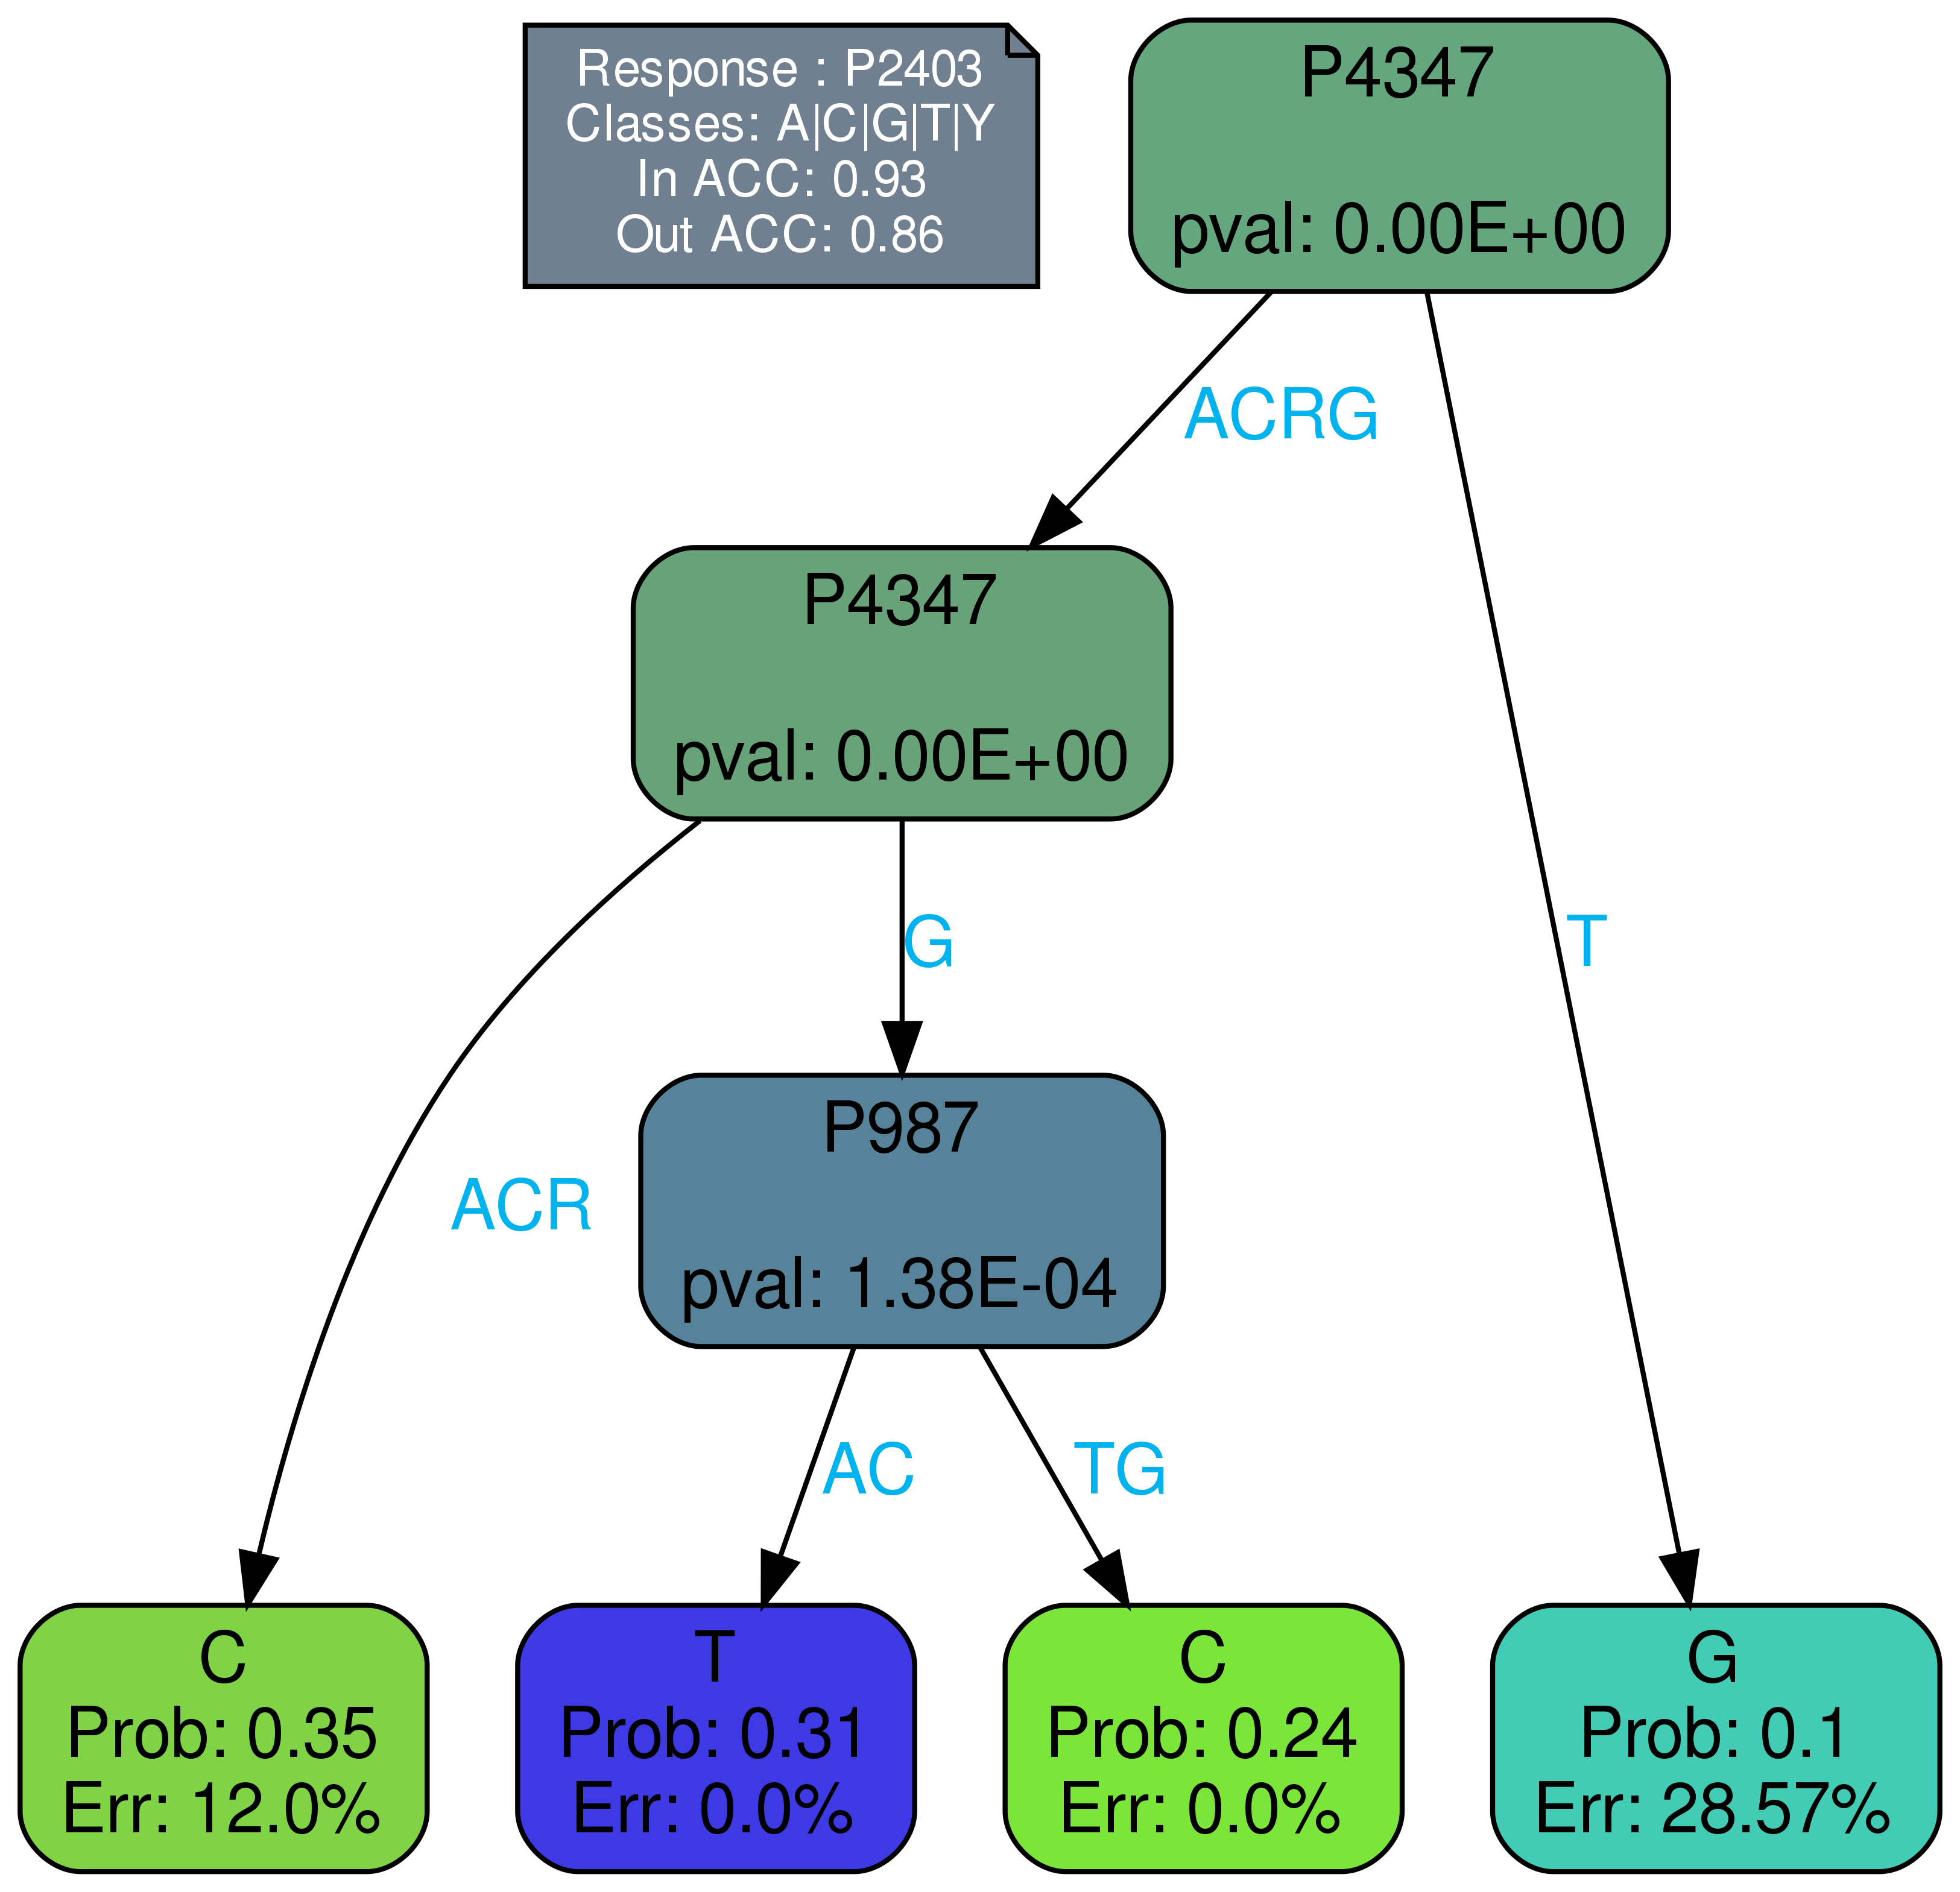 Response : P2403
Classes: A|C|G|T|Y
In ACC: 0.93
Out ACC: 0.86
P4347
pval: 0.00E+00
ACRG
P4347
pval: 0.00E+00
G
T
P987
pval: 1.38E-04
ACR
AC
TG
C
Prob: 0.35
Err: 12.0%
T
Prob: 0.31
Err: 0.0%
C
Prob: 0.24
Err: 0.0%
G
Prob: 0.1
Err: 28.57%